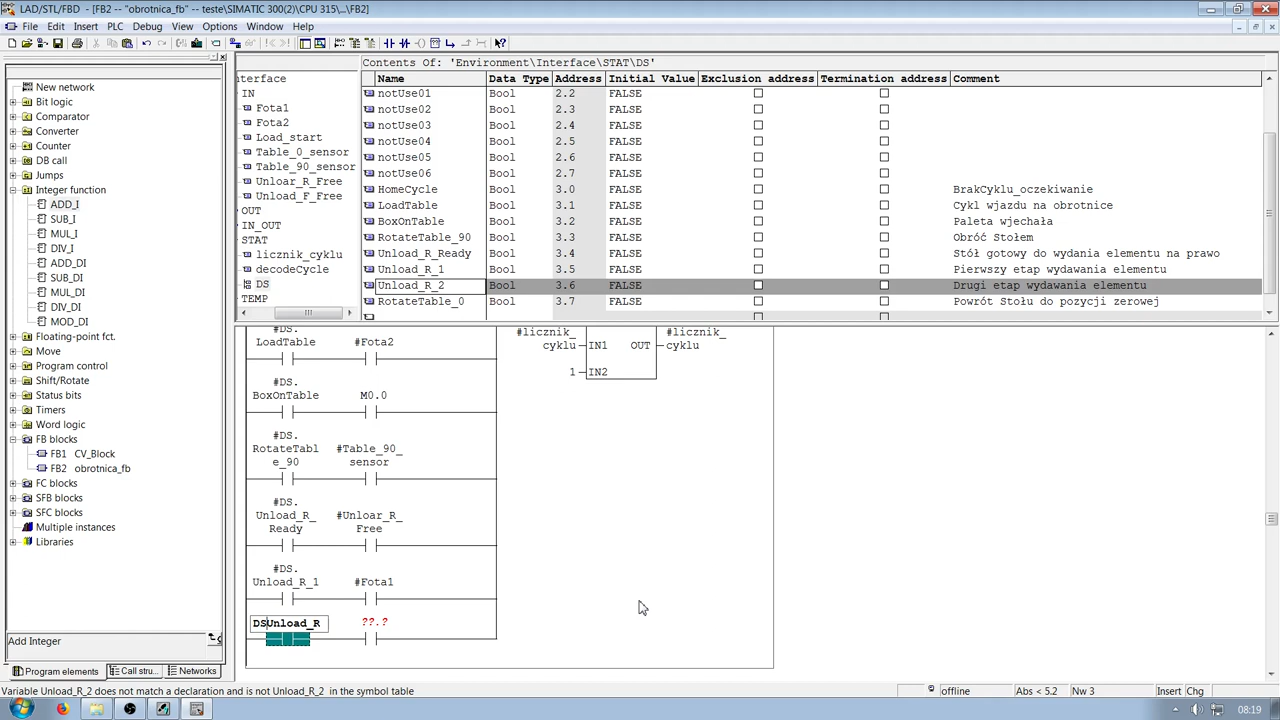 LAD/STL/FBD - [FB2 -- "obrotnica_fb" -- teste\SIMATIC 300(2)\CPU 315\...\FB2]
File Edit Insert PLC Debug View Options Window Help
New network
Bit logic
Comparator
Converter
Counter
DB call
Jumps
Integer function
ADD_I
SUB_I
MUL_I
DIV_I
ADD_DI
SUB_DI
MUL_DI
DIV_DI
MOD_DI
Floating-point fct.
Move
Program control
Shift/Rotate
Status bits
Timers
Word logic
FB blocks
FB1 CV_Block
FB2 obrotnica_fb
FC blocks
SFB blocks
SFC blocks
Multiple instances
Libraries
Add Integer
Program elements Call stru... Networks
nterface
IN
Fota1
Fota2
Load_start
Table_0_sensor
Table_90_sensor
Unloar_R_Free
Unload_F_Free
OUT
IN_OUT
STAT
licznik_cyklu
decodeCycle
DS
TEMP
Contents Of: 'Environment\Interface\STAT\DS'
Name Data Type Address Initial Value Exclusion address Termination address Comment
notUse01 Bool 2.2 FALSE
notUse02 Bool 2.3 FALSE
notUse03 Bool 2.4 FALSE
notUse04 Bool 2.5 FALSE
notUse05 Bool 2.6 FALSE
notUse06 Bool 2.7 FALSE
HomeCycle Bool 3.0 FALSE BrakCyklu_oczekiwanie
LoadTable Bool 3.1 FALSE Cykl wjazdu na obrotnice
BoxOnTable Bool 3.2 FALSE Paleta wjechała
RotateTable_90 Bool 3.3 FALSE Obróć Stołem
Unload_R_Ready Bool 3.4 FALSE Stół gotowy do wydania elementu na prawo
Unload_R_1 Bool 3.5 FALSE Pierwszy etap wydawania elementu
Unload_R_2 Bool 3.6 FALSE Drugi etap wydawania elementu
RotateTable_0 Bool 3.7 FALSE Powrót Stołu do pozycji zerowej
#DS.
LoadTable #Fota2
#licznik_
cyklu IN1 OUT
#licznik_
cyklu
1 IN2
#DS.
BoxOnTable M0.0
#DS.
RotateTabl
e_90
#Table_90_
sensor
#DS.
Unload_R_
Ready
#Unloar_R_
Free
#DS.
Unload_R_1 #Fota1
DSUnload_R ??.?
Variable Unload_R_2 does not match a declaration and is not Unload_R_2 in the symbol table
offline Abs < 5.2 Nw 3 Insert Chg
08:19